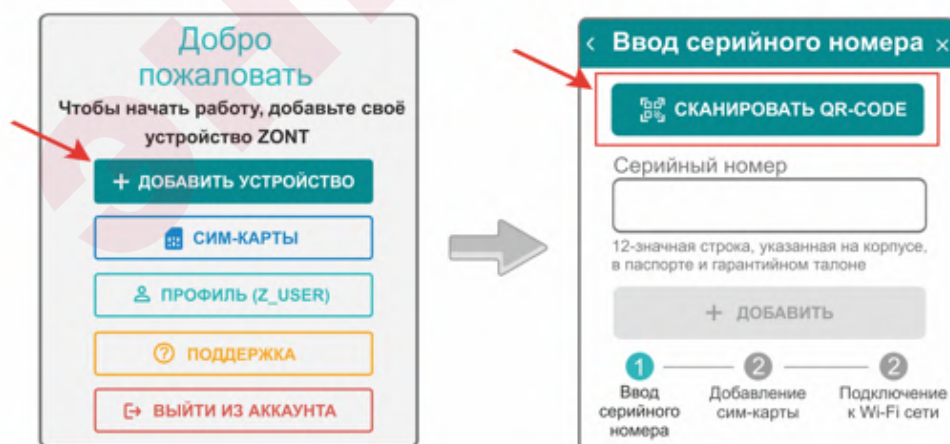 Добро
пожаловать
Чтобы начать работу, добавьте своё
устройство ZONT
+ ДОБАВИТЬ УСТРОЙСТВО
СИМ-КАРТЫ
ПРОФИЛЬ (Z_USER)
ПОДДЕРЖКА
ВЫЙТИ ИЗ АККАУНТА
< Ввод серийного номера ×
СКАНИРОВАТЬ QR-CODE
Серийный номер
12-значная строка, указанная на корпусе,
в паспорте и гарантийном талоне
+ ДОБАВИТЬ
1 2 2
Ввод Добавление Подключение
серийного сим-карты к Wi-Fi сети
номера